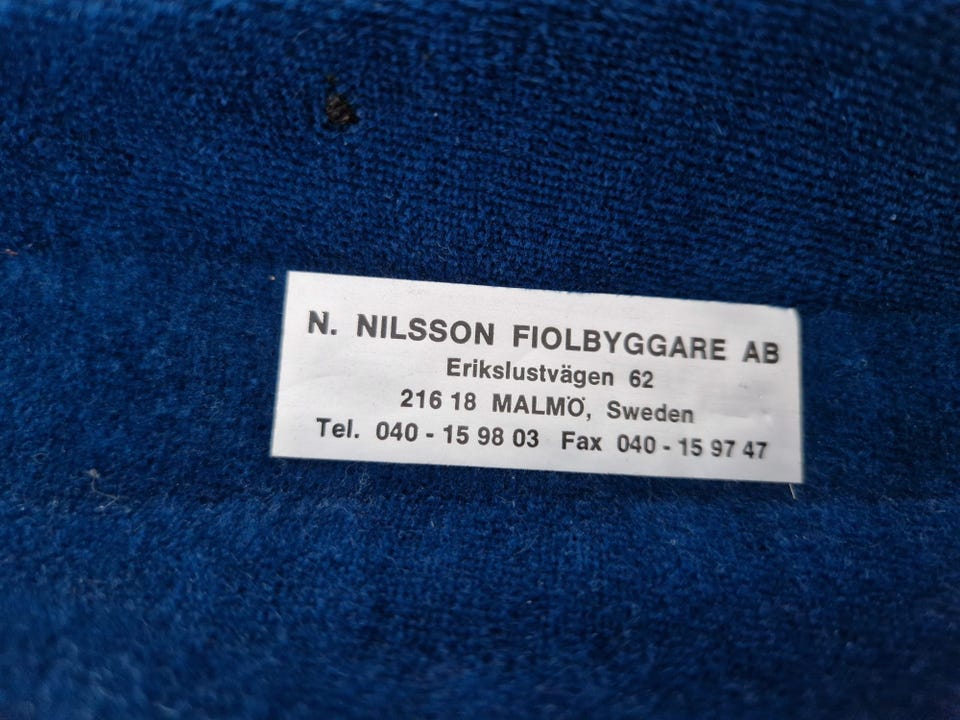 N. NILSSON FIOLBYGGARE AB
Erikslustvägen 62
216 18 MALMÖ, Sweden
Tel. 040 - 15 98 03 Fax 040 - 15 97 47